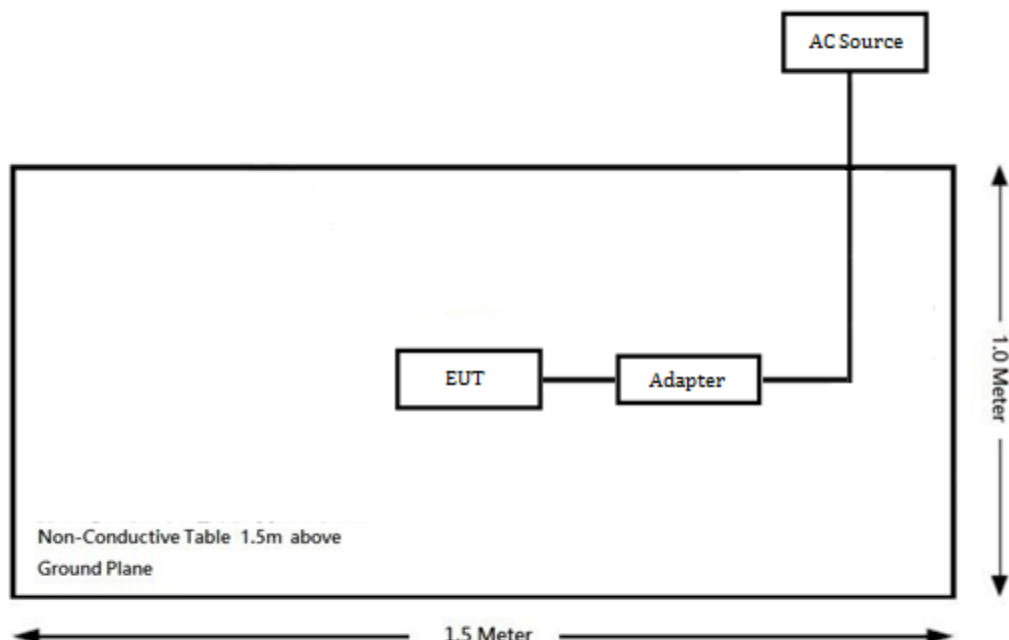 AC Source
EUT
Adapter
1.0 Meter
Non-Conductive Table 1.5m above
Ground Plane
1.5 Meter